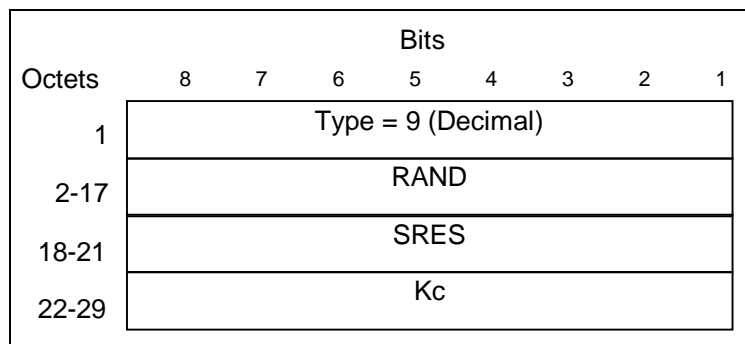 Bits
Octets 8 7 6 5 4 3 2 1
1 Type = 9 (Decimal)
2-17 RAND
18-21 SRES
22-29 Kc